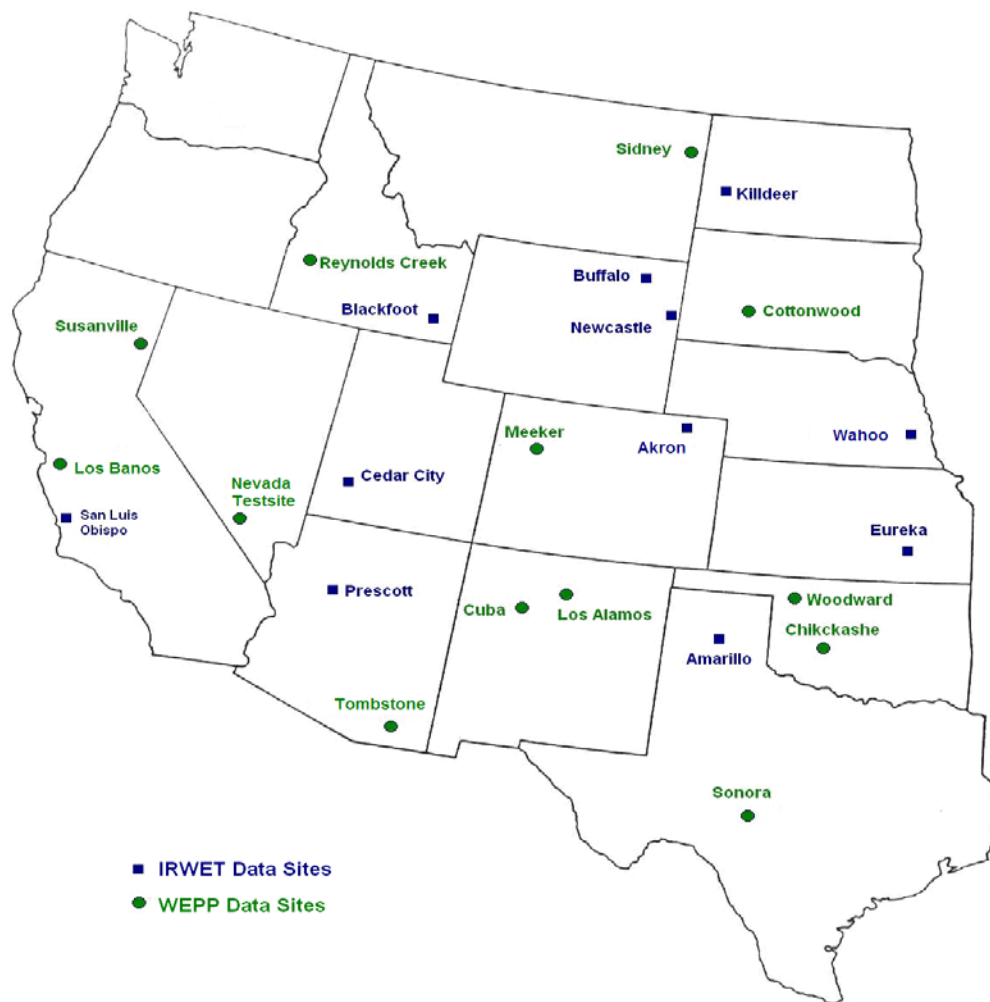 Sidney
Killdeer
Reynolds Creek
Buffalo
Blackfoot
Newcastle
Cottonwood
Susanville
Meeker
Akron
Wahoo
Los Banos
Nevada
Testsite
Cedar City
San Luis
Obispo
Eureka
Prescott
Cuba
Los Alamos
Woodward
Chikckashe
Amarillo
Tombstone
Sonora
IRWET Data Sites
WEPP Data Sites